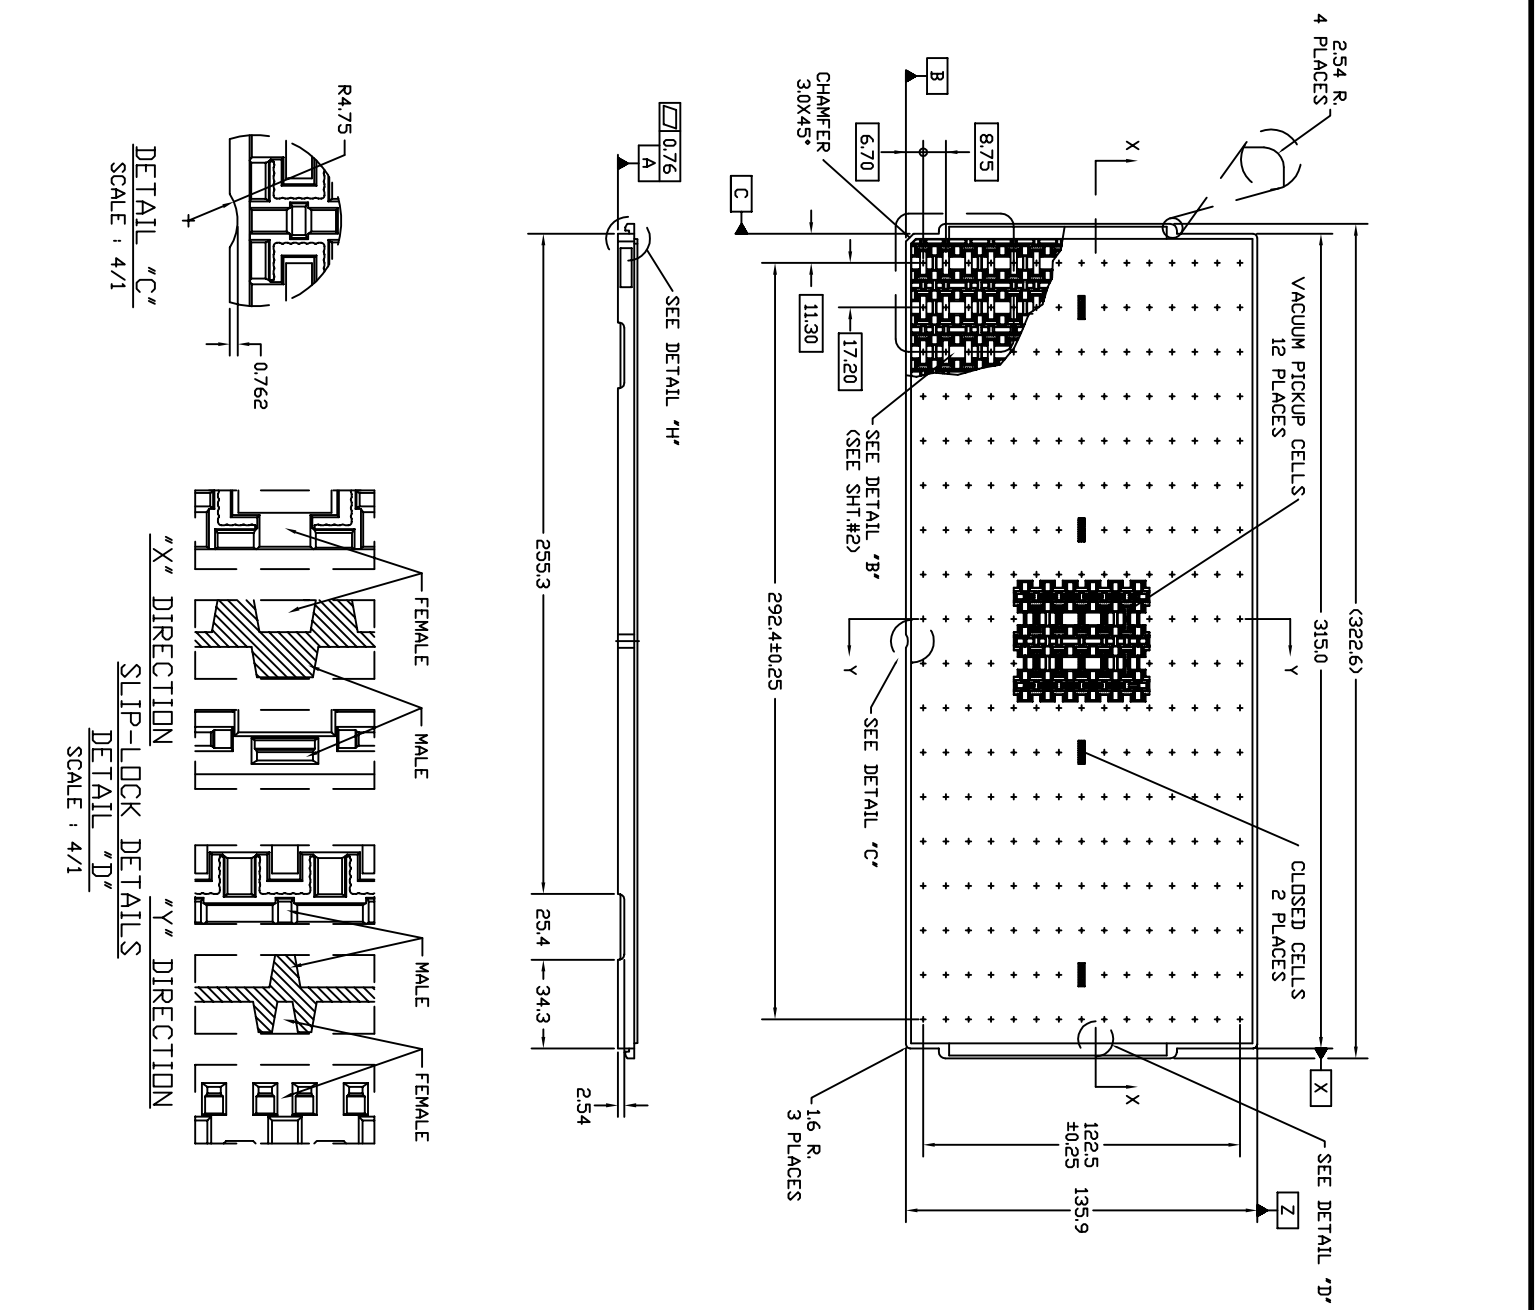 2.54 R.
4 PLACES
(322.6)
315.0
X
Z
B
8.75
6.70
CHAMFER
3.0X45°
C
11.30
17.20
X
X
Y
Y
VACUUM PICKUP CELLS
12 PLACES
CLOSED CELLS
2 PLACES
SEE DETAIL "B"
(SEE SHT.#2)
SEE DETAIL "C"
SEE DETAIL "D"
292.4±0.25
122.5
±0.25
135.9
1.6 R.
3 PLACES
0.76
A
SEE DETAIL "H"
255.3
25.4
34.3
2.54
R4.75
0.762
DETAIL "C"
SCALE : 4/1
FEMALE
MALE
MALE
FEMALE
"X" DIRECTION
"Y" DIRECTION
SLIP-LOCK DETAILS
DETAIL "D"
SCALE : 4/1